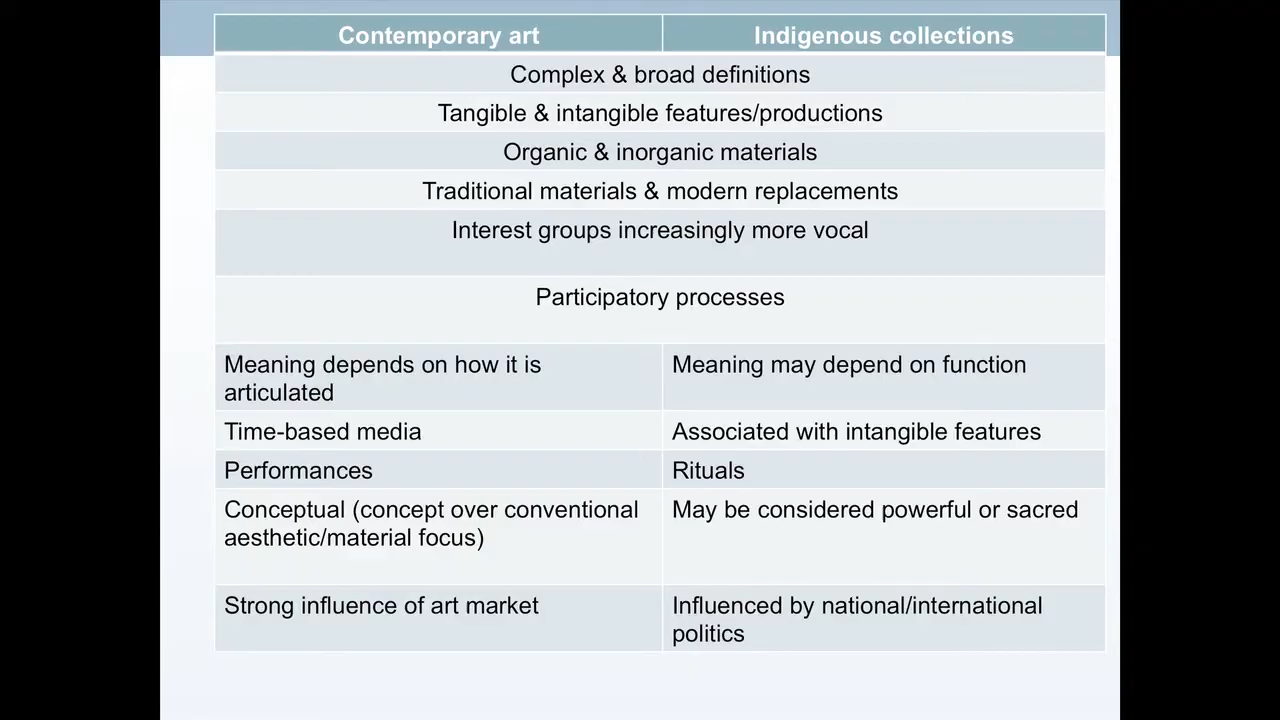 Contemporary art
Indigenous collections
Complex & broad definitions
Tangible & intangible features/productions
Organic & inorganic materials
Traditional materials & modern replacements
Interest groups increasingly more vocal
Participatory processes
Meaning depends on how it is
articulated
Meaning may depend on function
Time-based media
Associated with intangible features
Performances
Rituals
Conceptual (concept over conventional
aesthetic/material focus)
May be considered powerful or sacred
Strong influence of art market
Influenced by national/international
politics